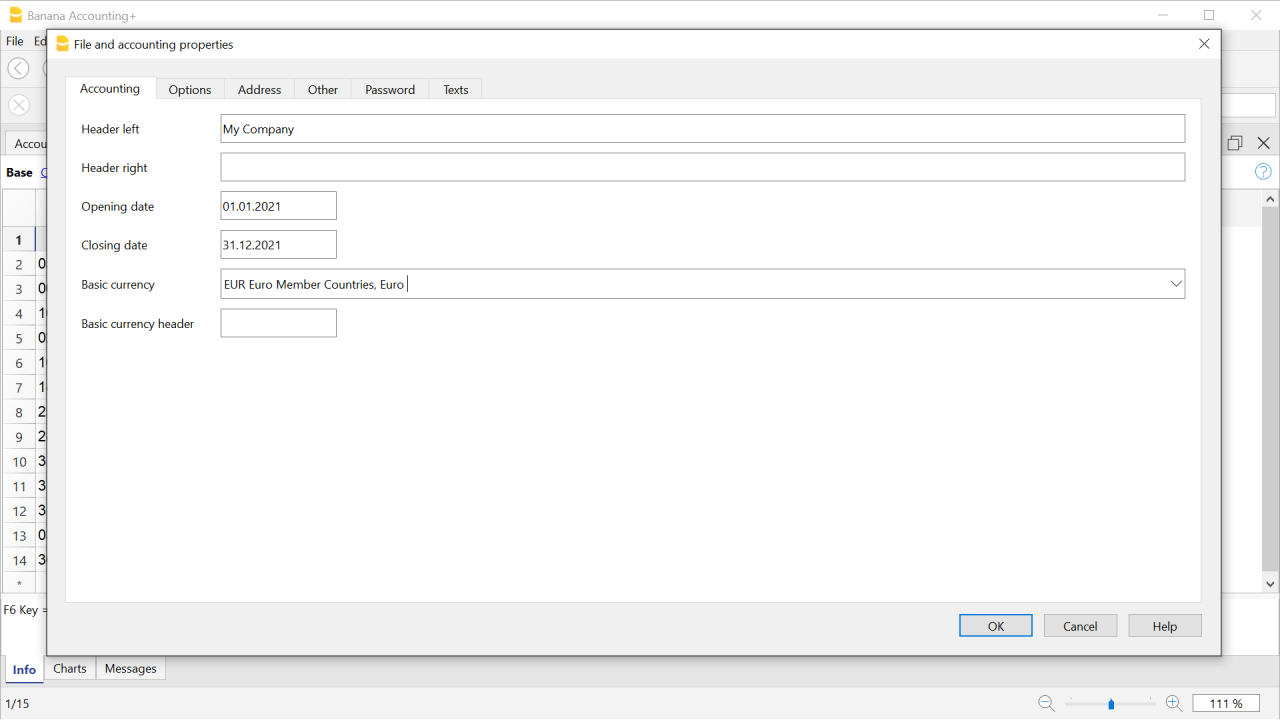 Banana Accounting+
File Ed
File and accounting properties
Accounting Options Address Other Password Texts
Header left My Company
Header right
Opening date 01.01.2021
Closing date 31.12.2021
Basic currency EUR Euro Member Countries, Euro
Basic currency header
Accou
Base
1
2 0
3
4
5 0
6
7
8 2
9 2
10 3
11 3
12 3
13 0
14 3
*
OK Cancel Help
F6 Key =
Info Charts Messages
1/15
111 %